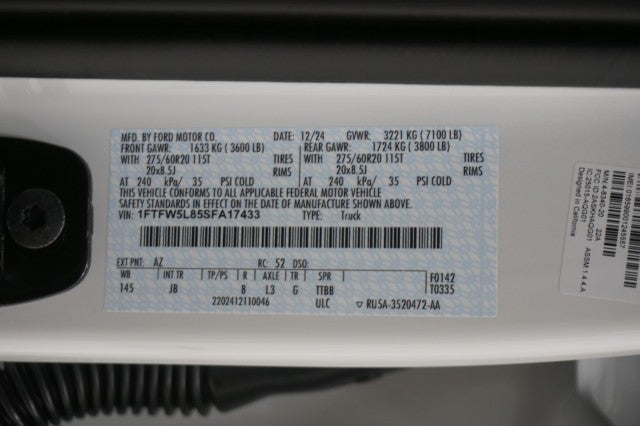 MFD. BY FORD MOTOR CO. DATE: 12/24 GVWR: 3221 KG ( 7100 LB)
FRONT GAWR: 1633 KG ( 3600 LB) REAR GAWR: 1724 KG ( 3800 LB)
WITH 275/60R20 115T TIRES WITH 275/60R20 115T TIRES
20x8.5J RIMS 20x8.5J RIMS
AT 240 kPa/ 35 PSI COLD AT 240 kPa/ 35 PSI COLD
THIS VEHICLE CONFORMS TO ALL APPLICABLE FEDERAL MOTOR VEHICLE
SAFETY STANDARDS IN EFFECT ON THE DATE OF MANUFACTURE SHOWN ABOVE.
VIN: 1FTFW5L85SFA17433 TYPE: Truck
EXT PNT: AZ RC: 52 DSO:
WB INT TR TP/PS R AXLE TR SPR F0142
145 JB B L3 G TTBB T0335
2202412110046 ULC ▽ RU5A-3520472-AA
22A
ASSM: 1.4.4 A
Designed in California